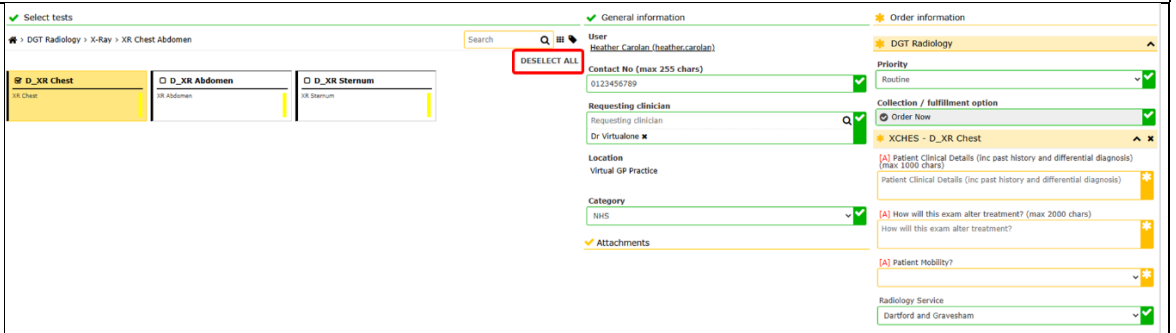 Select tests
DGT Radiology > X-Ray > XR Chest Abdomen
Search
DESELECT ALL
D_XR Chest
XR Chest
D_XR Abdomen
XR Abdomen
D_XR Sternum
XR Sternum
General information
User
Heather Carolan (heather.carolan)
Contact No (max 255 chars)
0123456789
Requesting clinician
Requesting clinician
Dr Virtualone ×
Location
Virtual GP Practice
Category
NHS
Attachments
Order information
DGT Radiology
Priority
Routine
Collection / fulfillment option
Order Now
XCHES - D_XR Chest
[A] Patient Clinical Details (inc past history and differential diagnosis)
(max 1000 chars)
Patient Clinical Details (inc past history and differential diagnosis)
[A] How will this exam alter treatment? (max 2000 chars)
How will this exam alter treatment?
[A] Patient Mobility?
Radiology Service
Dartford and Gravesham